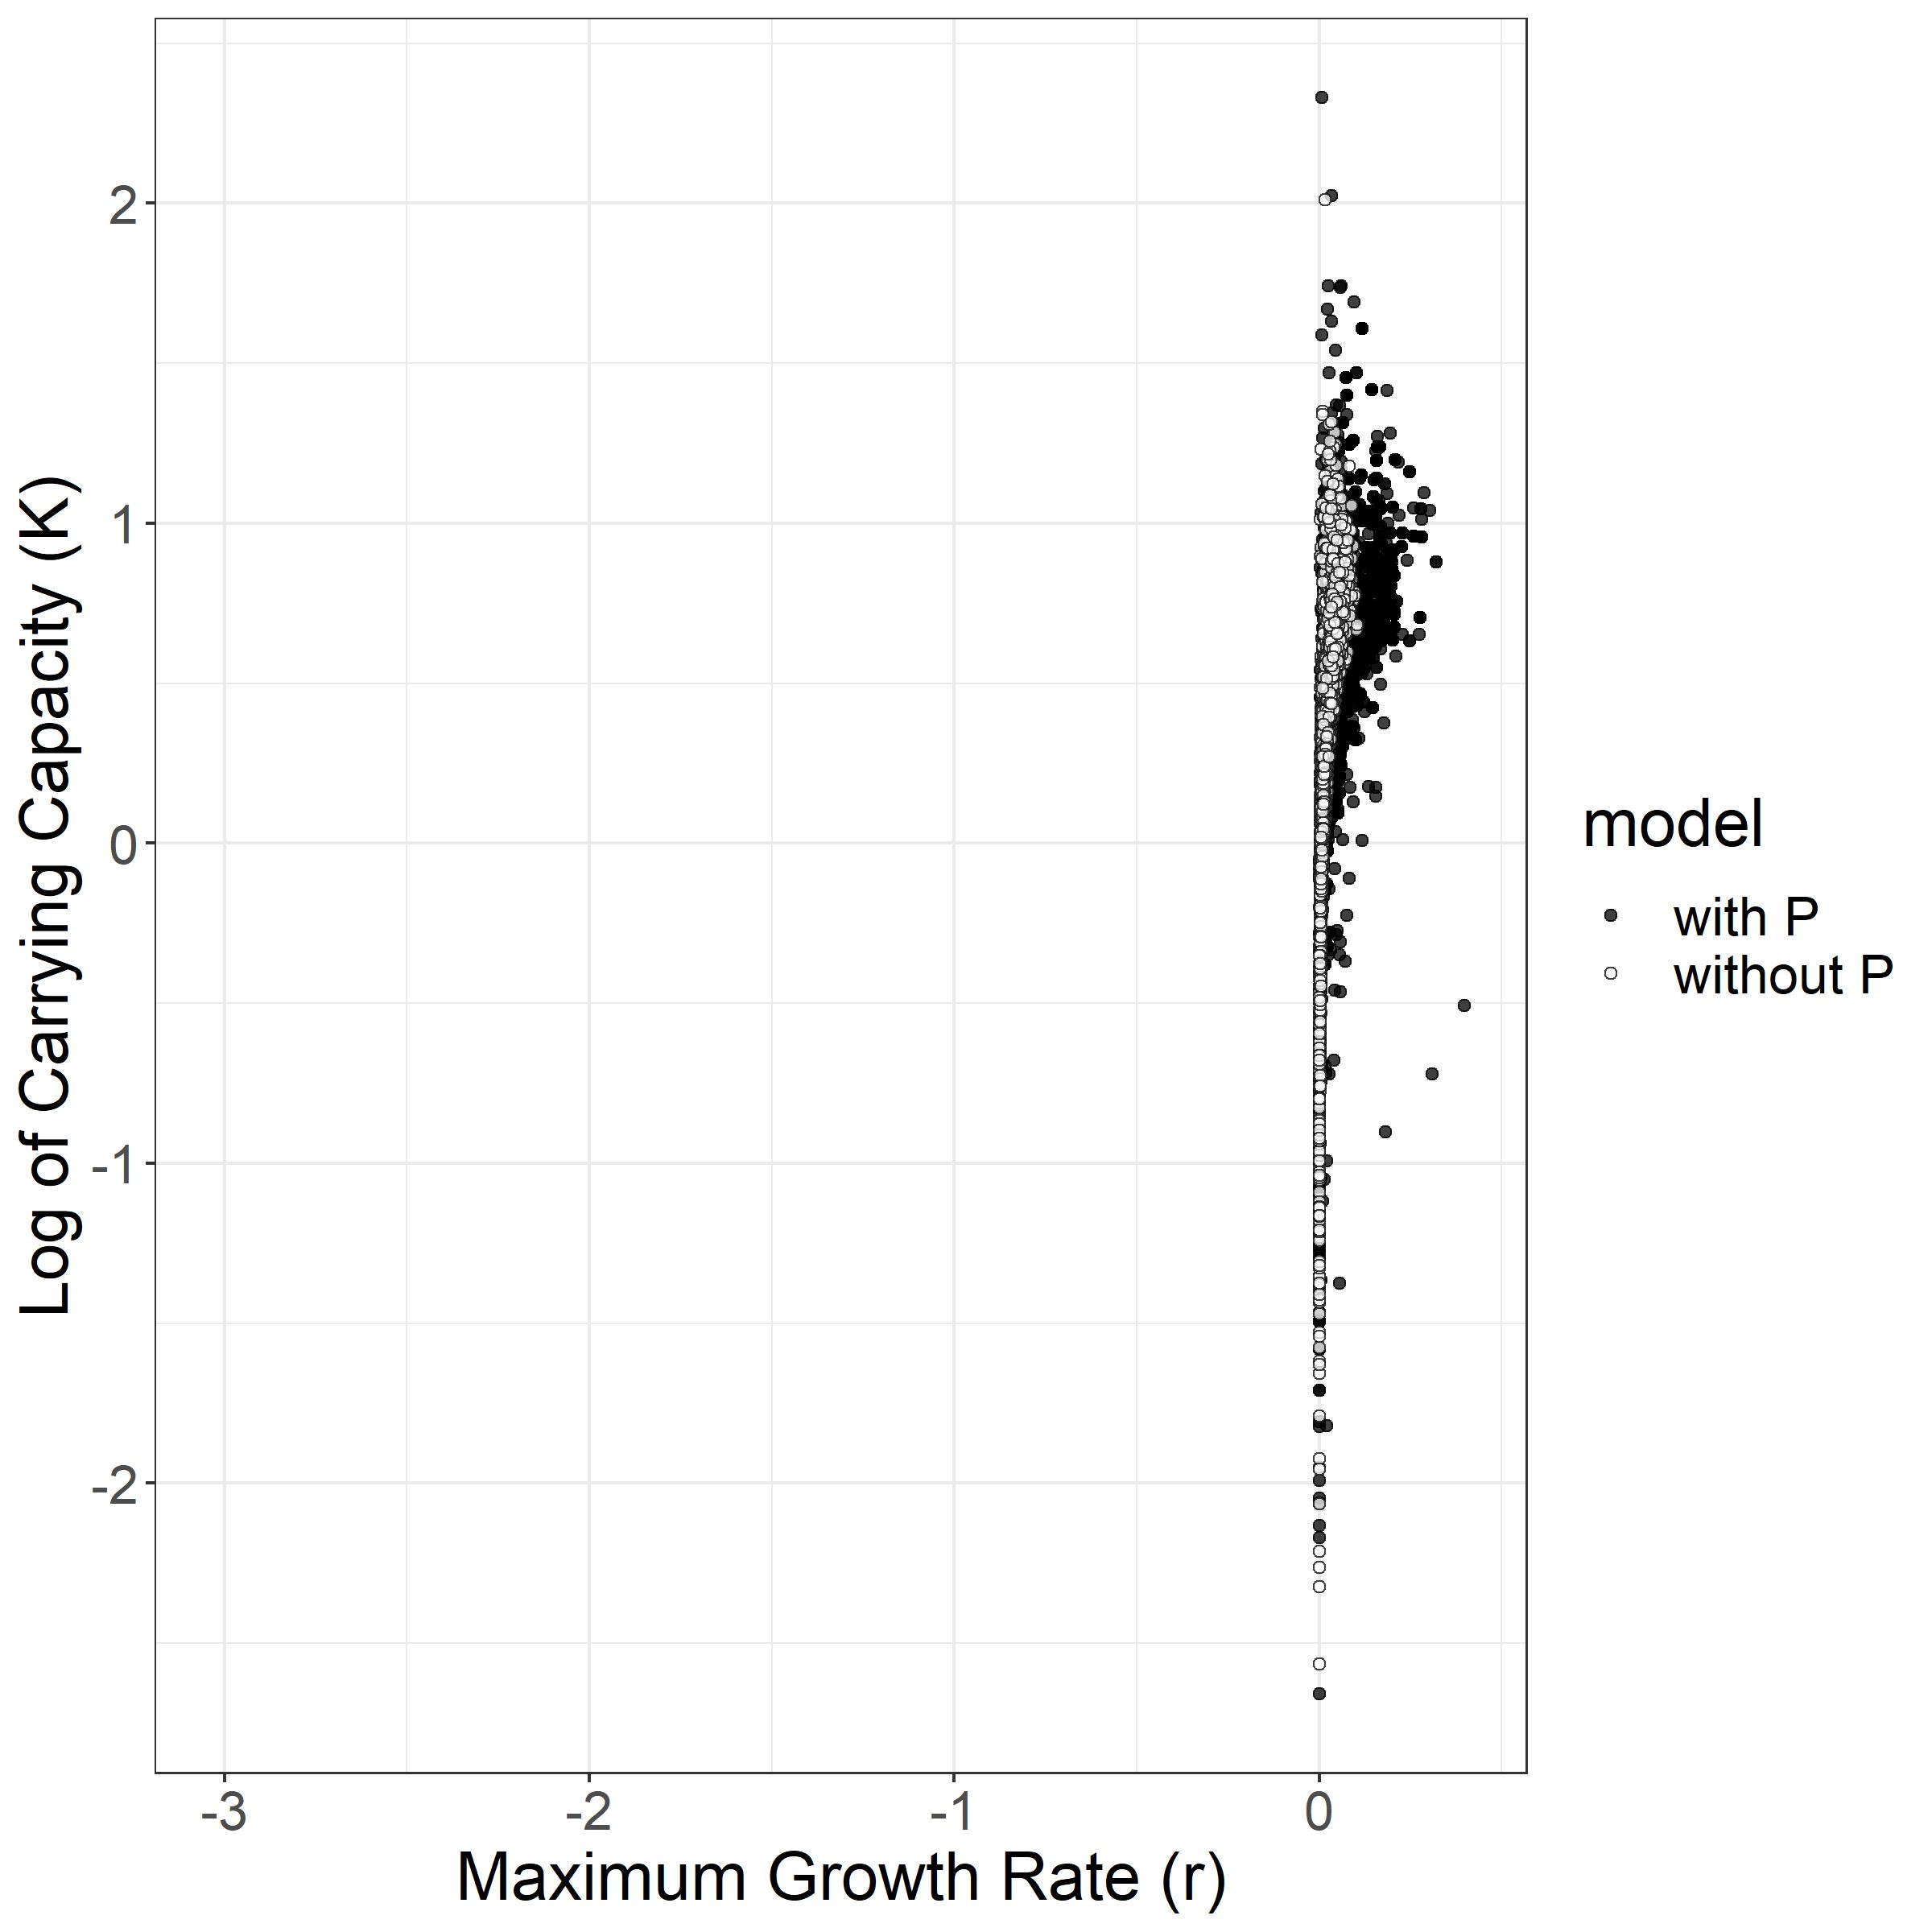 Log of Carrying Capacity (K)
2
1
0
-1
-2
-3
-2
-1
0
Maximum Growth Rate (r)
model
with P
without P